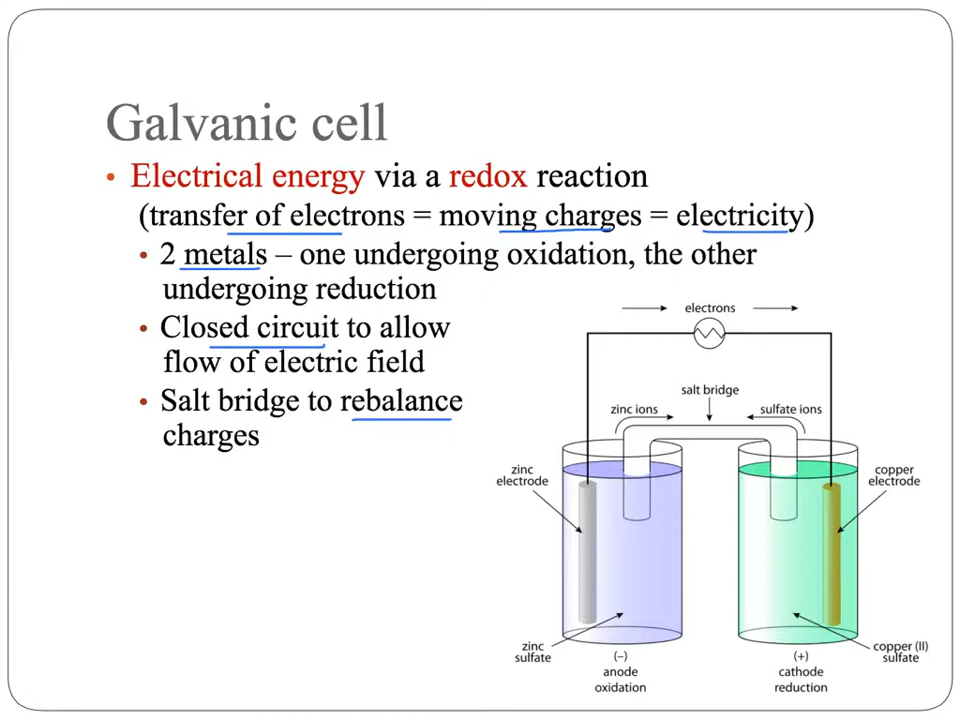 Galvanic cell
• Electrical energy via a redox reaction
(transfer of electrons = moving charges = electricity)
• 2 metals – one undergoing oxidation, the other
undergoing reduction
• Closed circuit to allow
flow of electric field
• Salt bridge to rebalance
charges
electrons
salt bridge
zinc ions
sulfate ions
zinc
electrode
copper
electrode
zinc
sulfate
(–)
anode
oxidation
(+)
cathode
reduction
copper (II)
sulfate